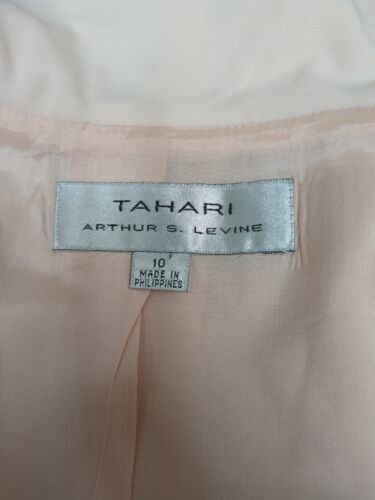 TAHARI
ARTHUR S. LEVINE
10
MADE IN
PHILIPPINES